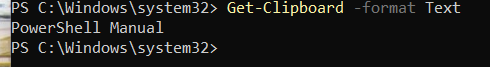 PS C:\Windows\system32> Get-Clipboard -format Text
PowerShell Manual
PS C:\Windows\system32>